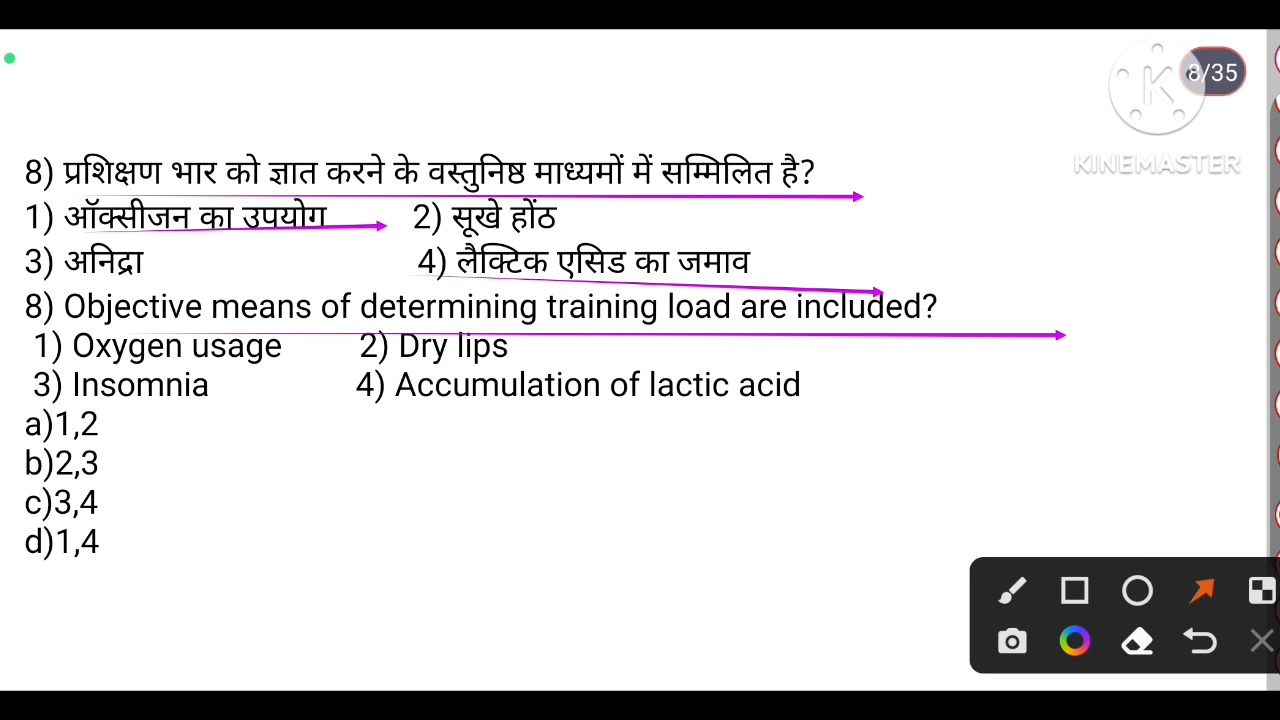 8/35
KINEMASTER
8) प्रशिक्षण भार को ज्ञात करने के वस्तुनिष्ठ माध्यमों में सम्मिलित है?
1) ऑक्सीजन का उपयोग 2) सूखे होंठ
3) अनिद्रा 4) लैक्टिक एसिड का जमाव
8) Objective means of determining training load are included?
1) Oxygen usage 2) Dry lips
3) Insomnia 4) Accumulation of lactic acid
a)1,2
b)2,3
c)3,4
d)1,4